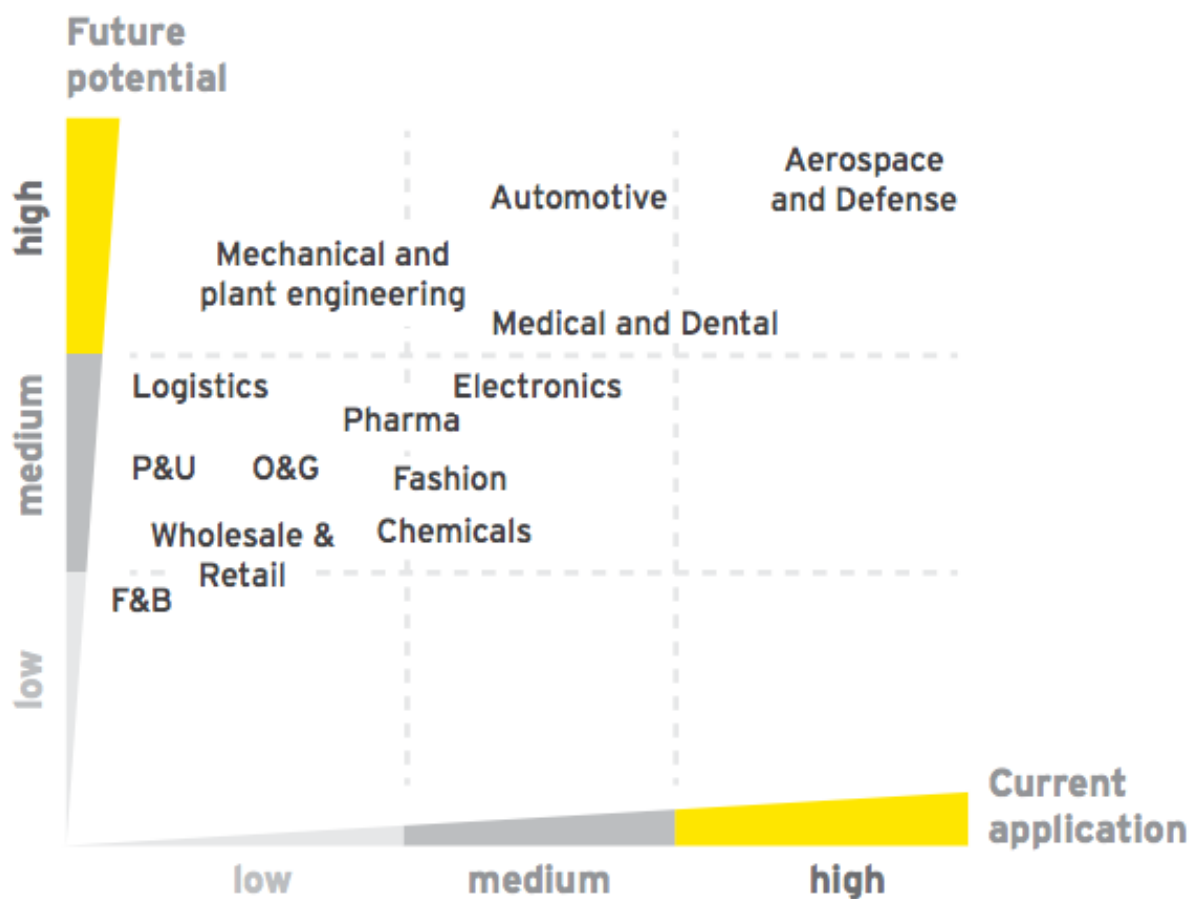 Future
potential
high
Aerospace
and Defense
Automotive
Mechanical and
plant engineering
Medical and Dental
medium
Logistics
Electronics
Pharma
P&U
O&G
Fashion
Chemicals
Wholesale &
Retail
F&B
low
Current
application
low
medium
high